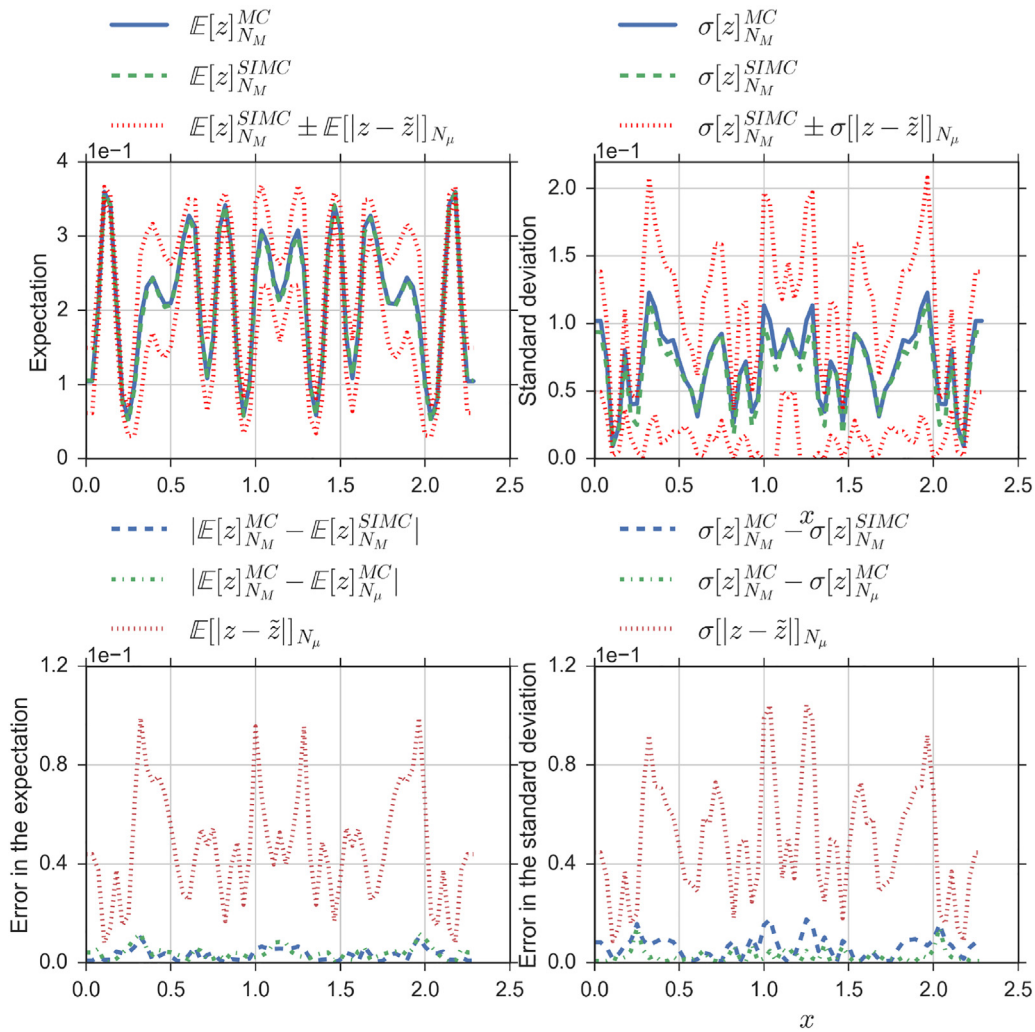 𝔼[z]^{MC}_{N_M}
𝔼[z]^{SIMC}_{N_M}
𝔼[z]^{SIMC}_{N_M} ± 𝔼[|z − z̃|]_{N_μ}
1e−1
Expectation
4
3
2
1
0
0.0 0.5 1.0 1.5 2.0 2.5
σ[z]^{MC}_{N_M}
σ[z]^{SIMC}_{N_M}
σ[z]^{SIMC}_{N_M} ± σ[|z − z̃|]_{N_μ}
1e−1
Standard deviation
2.0
1.5
1.0
0.5
0.0
0.0 0.5 1.0 1.5 2.0 2.5
x
|𝔼[z]^{MC}_{N_M} − 𝔼[z]^{SIMC}_{N_M}|
|𝔼[z]^{MC}_{N_M} − 𝔼[z]^{MC}_{N_μ}|
𝔼[|z − z̃|]_{N_μ}
1e−1
Error in the expectation
1.2
0.8
0.4
0.0
0.0 0.5 1.0 1.5 2.0 2.5
σ[z]^{MC}_{N_M} − σ[z]^{SIMC}_{N_M}
σ[z]^{MC}_{N_M} − σ[z]^{MC}_{N_μ}
σ[|z − z̃|]_{N_μ}
1e−1
Error in the standard deviation
1.2
0.8
0.4
0.0
0.0 0.5 1.0 1.5 2.0 2.5
x